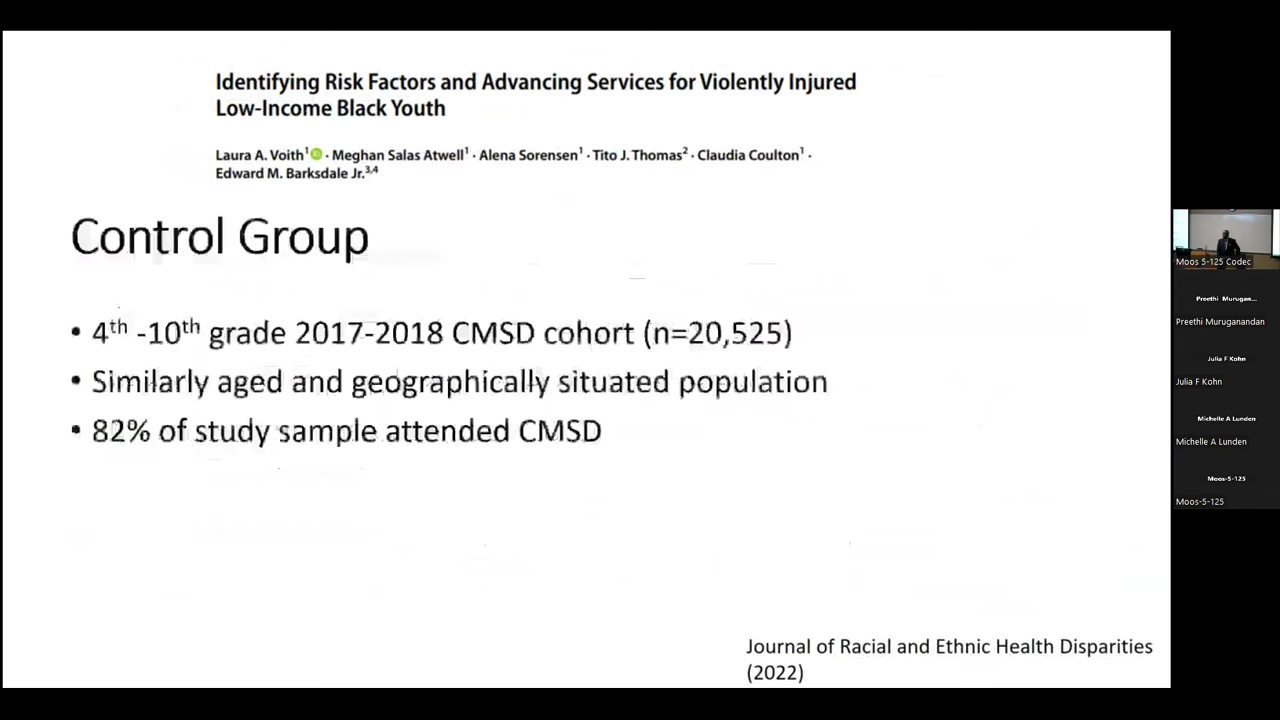 Identifying Risk Factors and Advancing Services for Violently Injured
Low-Income Black Youth
Laura A. Voith¹ · Meghan Salas Atwell¹ · Alena Sorensen¹ · Tito J. Thomas² · Claudia Coulton¹ ·
Edward M. Barksdale Jr.³,⁴
Control Group
• 4th -10th grade 2017-2018 CMSD cohort (n=20,525)
• Similarly aged and geographically situated population
• 82% of study sample attended CMSD
Journal of Racial and Ethnic Health Disparities
(2022)
Moos 5-125 Codec
Preethi Murugan...
Preethi Muruganandan
Julia F Kohn
Julia F Kohn
Michelle A Lunden
Michelle A Lunden
Moos-5-125
Moos-5-125